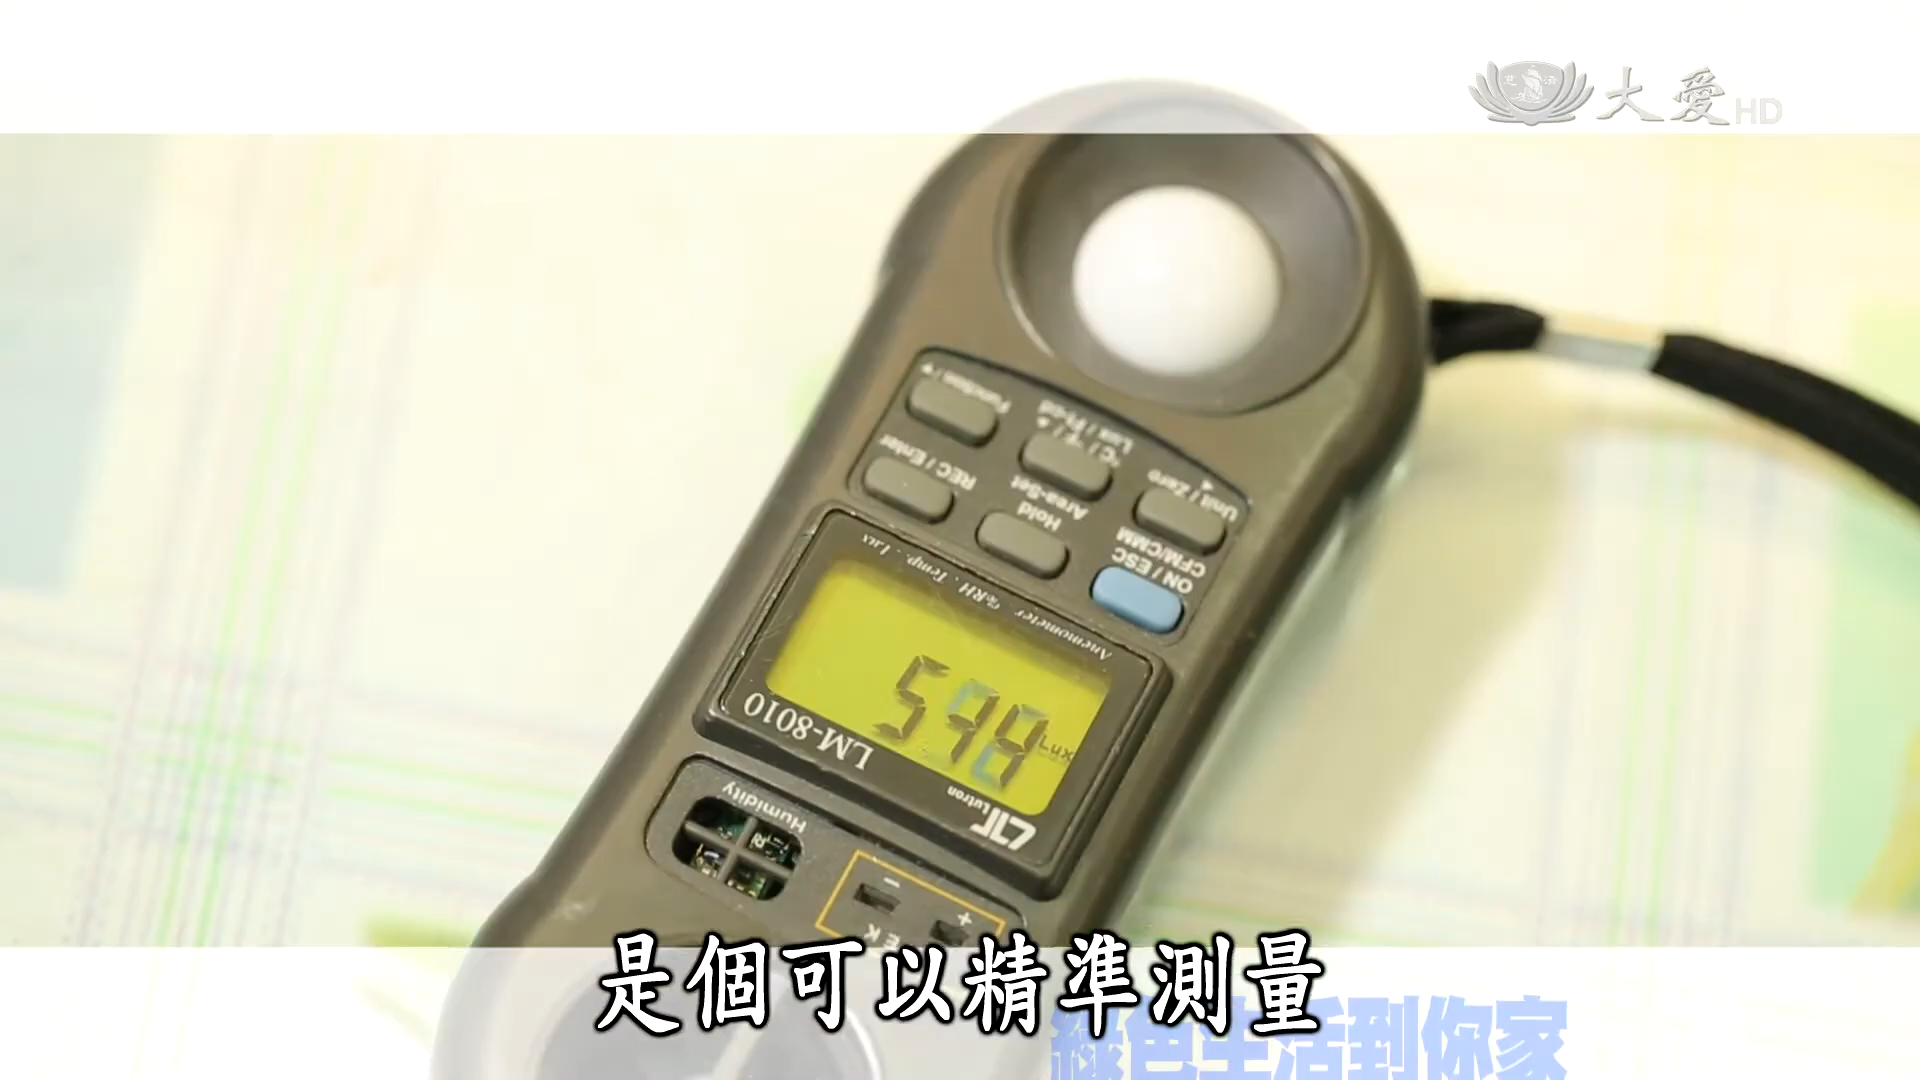 大愛HD
Function / ▼
°C / °F / ▲
Lux / Ft-cd
Unit / Zero
REC / Enter
Area-Set
Hold
CFM/CMM
ON / ESC
Anemometer %RH, Temp., Lux
Lux
LM-8010
Lutron
Humidity
- +
是個可以精準測量
綠色生活到你家